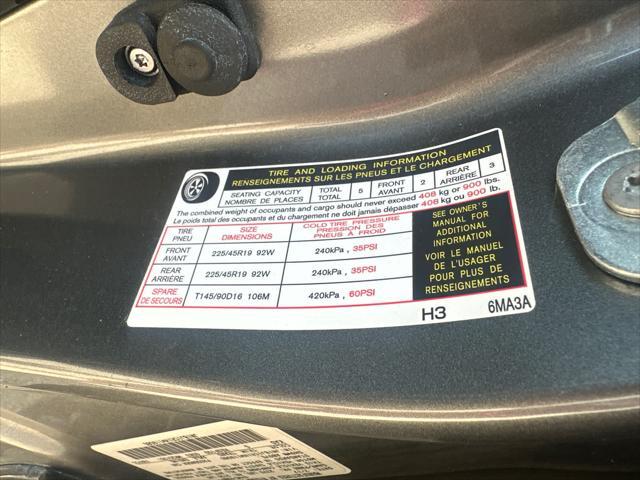 TIRE AND LOADING INFORMATION
RENSEIGNEMENTS SUR LES PNEUS ET LE CHARGEMENT
SEATING CAPACITY TOTAL 5 FRONT 2 REAR 3
NOMBRE DE PLACES TOTAL AVANT ARRIÈRE
The combined weight of occupants and cargo should never exceed 408 kg or 900 lbs.
Le poids total des occupants et du chargement ne doit jamais dépasser 408 kg ou 900 lb.
TIRE SIZE COLD TIRE PRESSURE
PNEU DIMENSIONS PRESSION DES PNEUS À FROID
FRONT AVANT 225/45R19 92W 240kPa , 35PSI
REAR ARRIÈRE 225/45R19 92W 240kPa , 35PSI
SPARE DE SECOURS T145/90D16 106M 420kPa , 60PSI
SEE OWNER'S
MANUAL FOR
ADDITIONAL
INFORMATION
VOIR LE MANUEL
DE L'USAGER
POUR PLUS DE
RENSEIGNEMENTS
H3 6MA3A